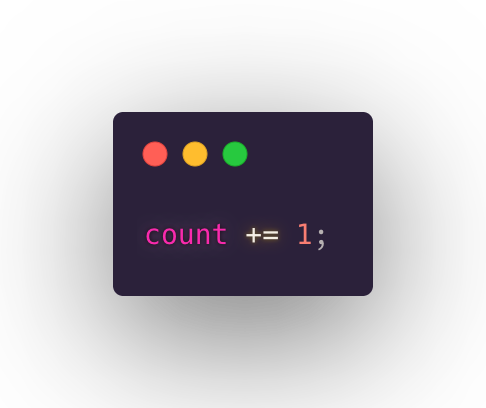 count += 1;